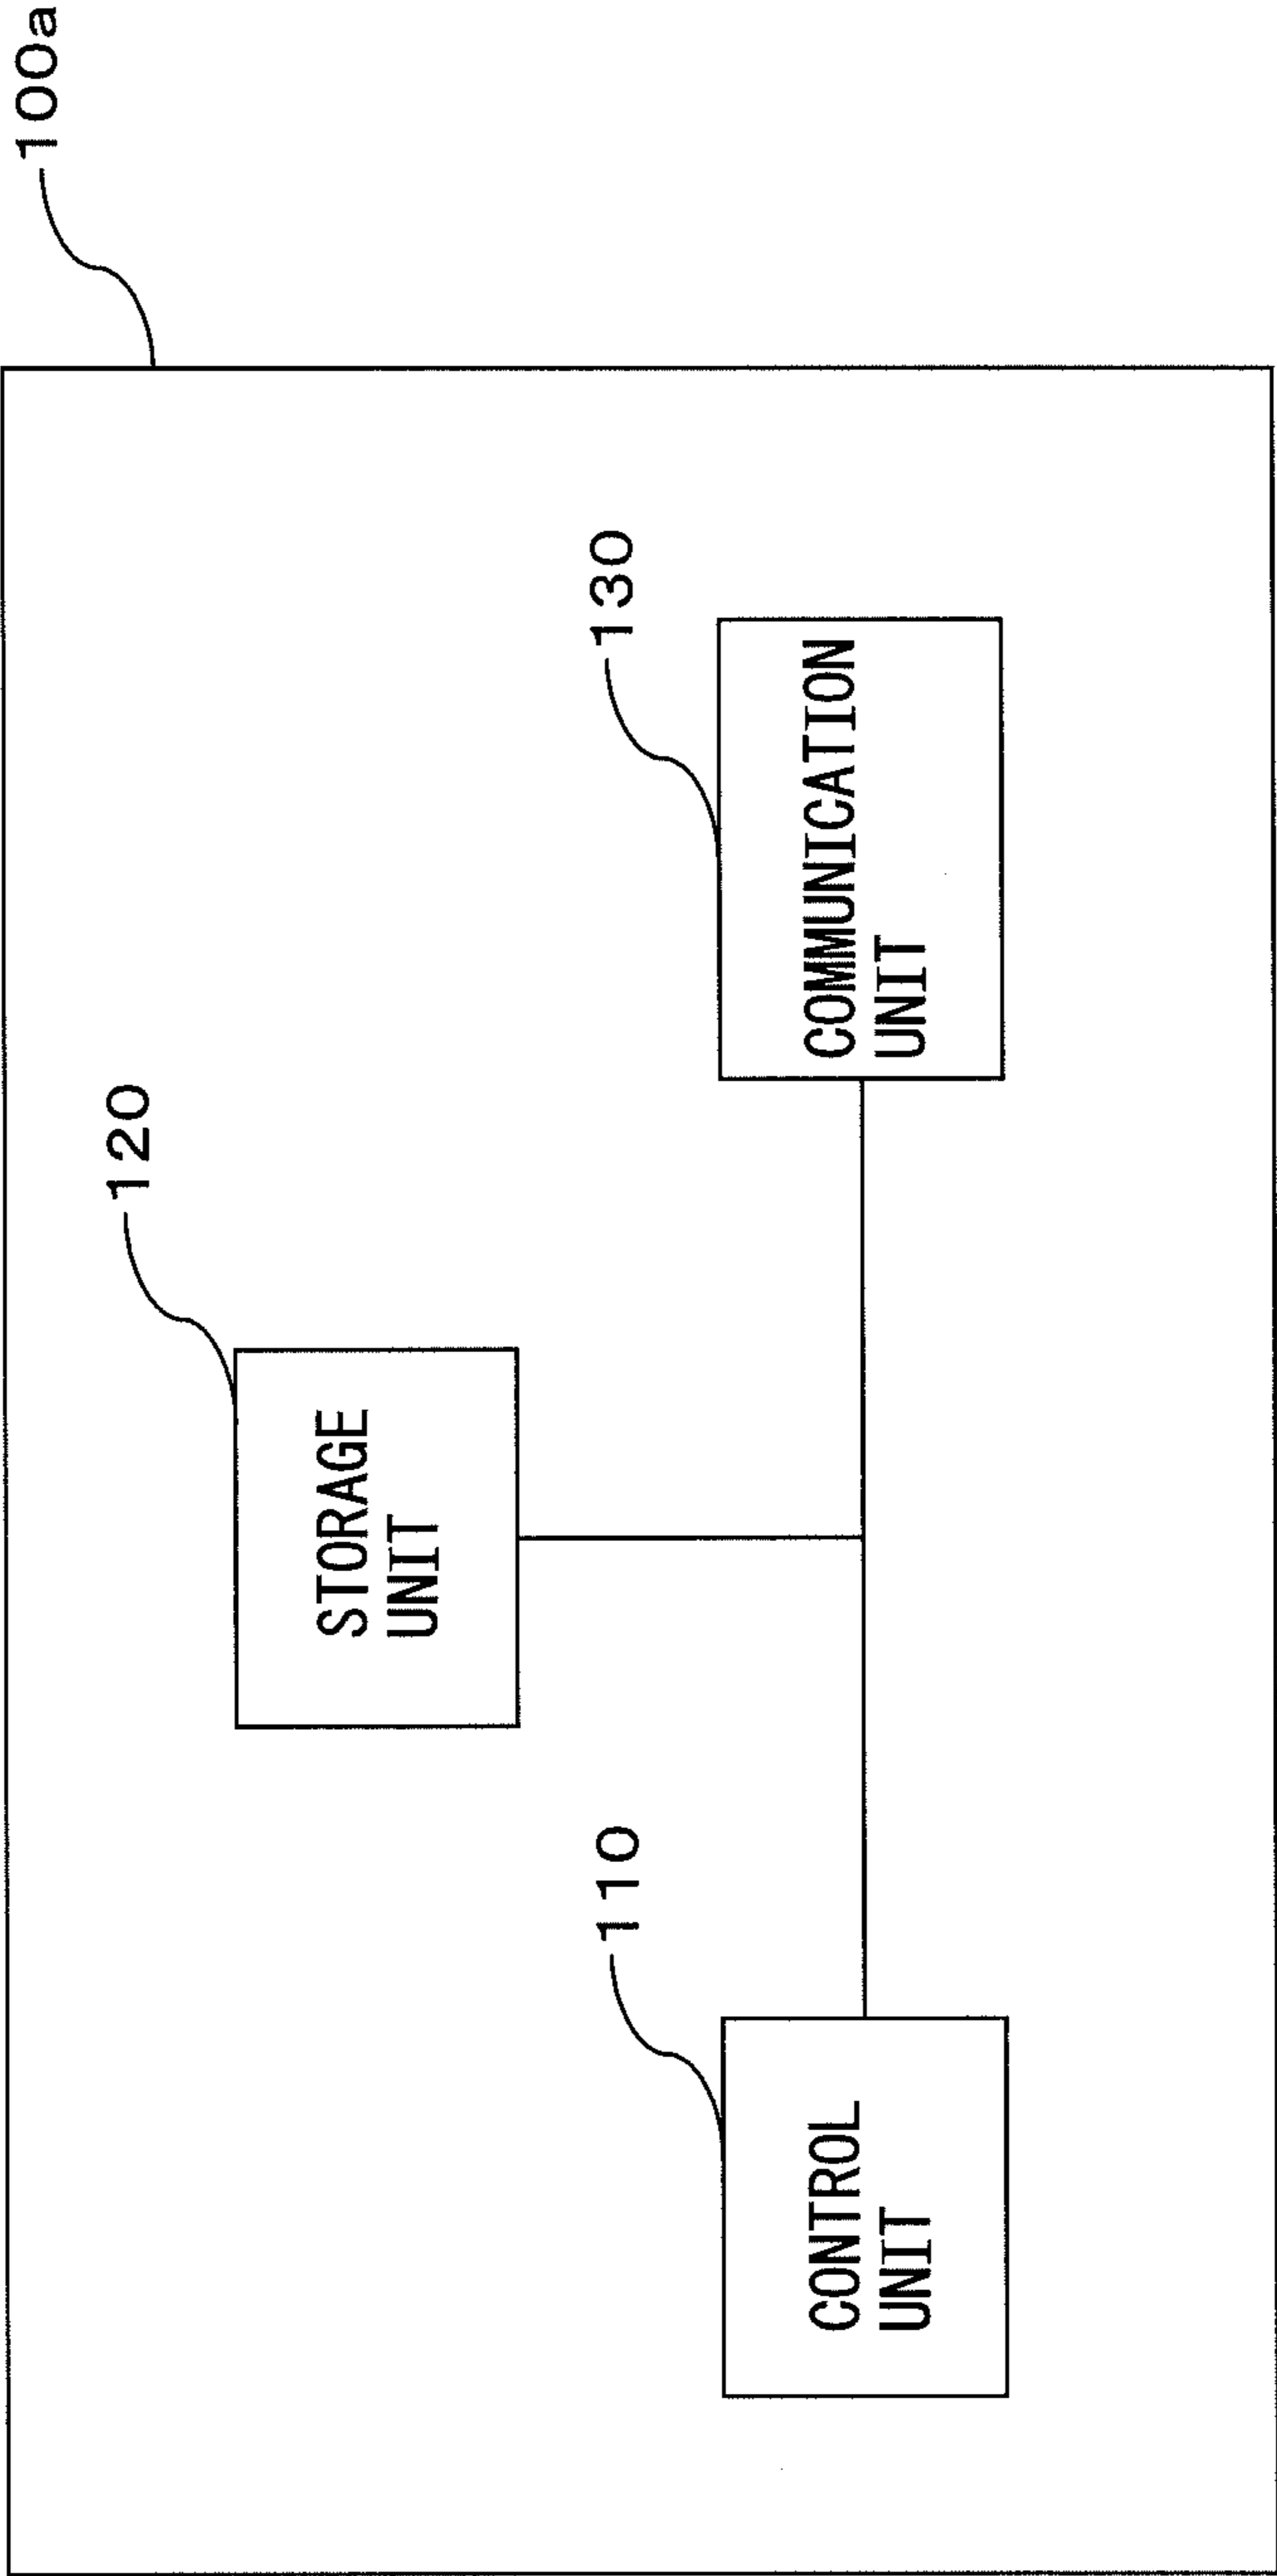 100a
120
STORAGE
UNIT
110
CONTROL
UNIT
130
COMMUNICATION
UNIT